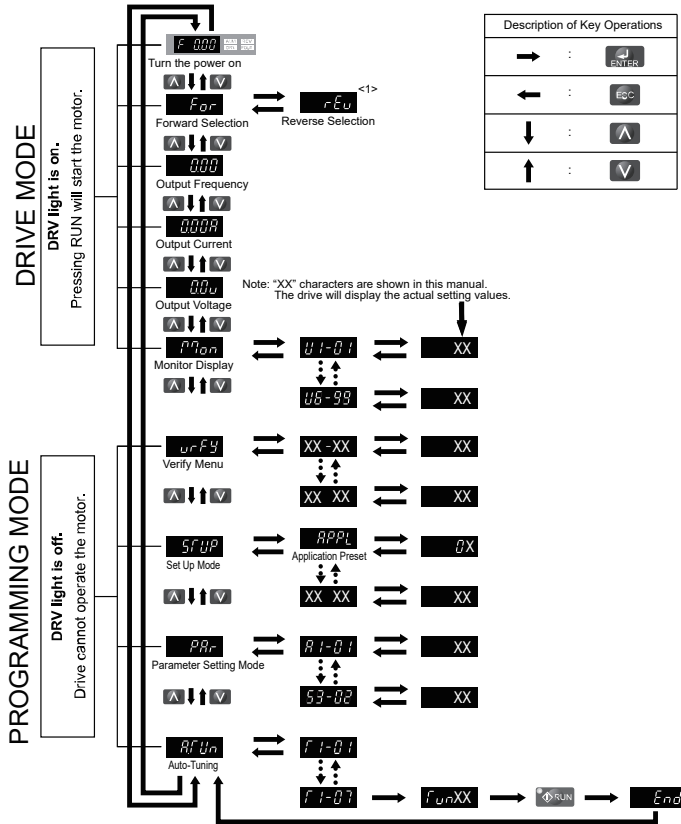 DRIVE MODE
DRV light is on.
Pressing RUN will start the motor.
F 0.00
Turn the power on
For
Forward Selection
rEv
<1>
Reverse Selection
0.00
Output Frequency
0.00A
Output Current
0.0v
Output Voltage
Mon
Monitor Display
U1-01
XX
U6-99
XX
Note: "XX" characters are shown in this manual.
The drive will display the actual setting values.
Description of Key Operations
: ENTER
: ESC
: Λ
: V
PROGRAMMING MODE
DRV light is off.
Drive cannot operate the motor.
vrFY
Verify Menu
XX -XX
XX
XX XX
XX
STUP
Set Up Mode
APPL
Application Preset
0X
XX XX
XX
PAr
Parameter Setting Mode
A1-01
XX
S3-02
XX
ATUn
Auto-Tuning
T1-01
T1-07
TunXX
RUN
End